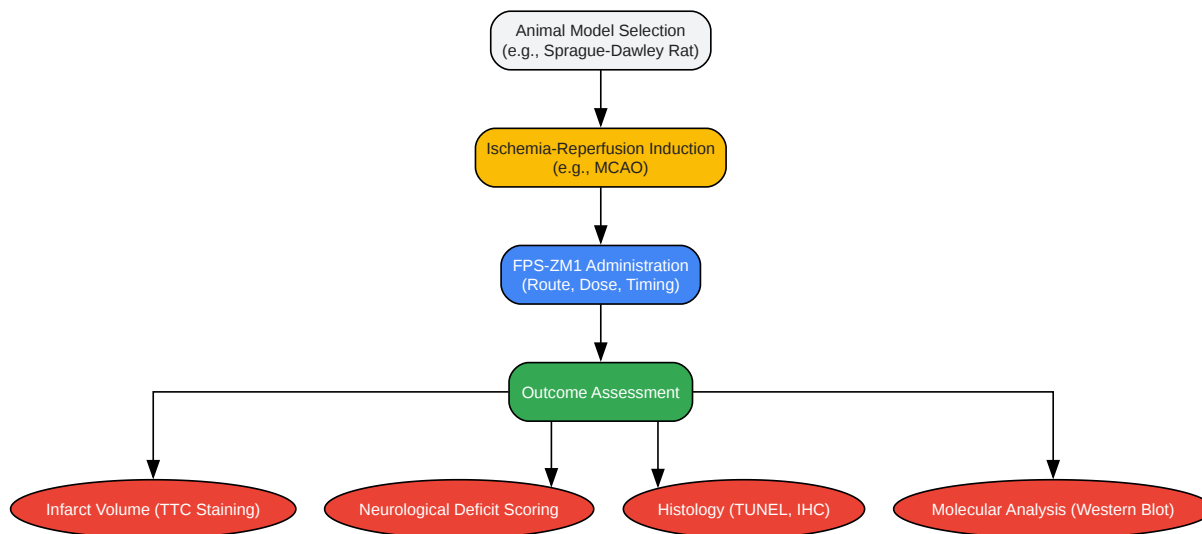 Animal Model Selection
(e.g., Sprague-Dawley Rat)
Ischemia-Reperfusion Induction
(e.g., MCAO)
FPS-ZM1 Administration
(Route, Dose, Timing)
Outcome Assessment
Infarct Volume (TTC Staining)
Neurological Deficit Scoring
Histology (TUNEL, IHC)
Molecular Analysis (Western Blot)